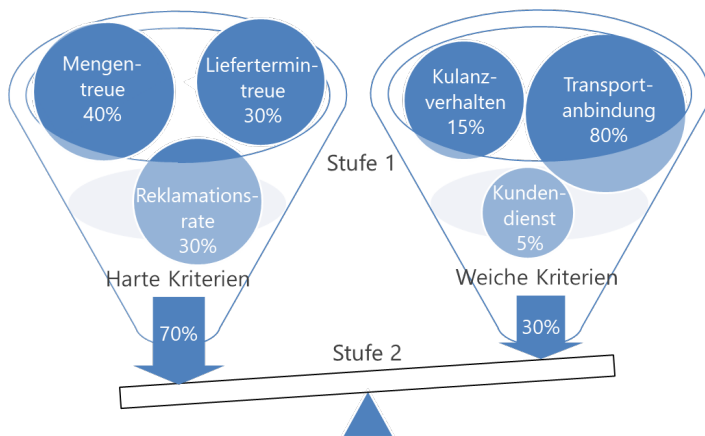 Mengen-
treue
40%
Liefertermin-
treue
30%
Reklamations-
rate
30%
Harte Kriterien
70%
Stufe 1
Kulanz-
verhalten
15%
Transport-
anbindung
80%
Kunden-
dienst
5%
Weiche Kriterien
30%
Stufe 2